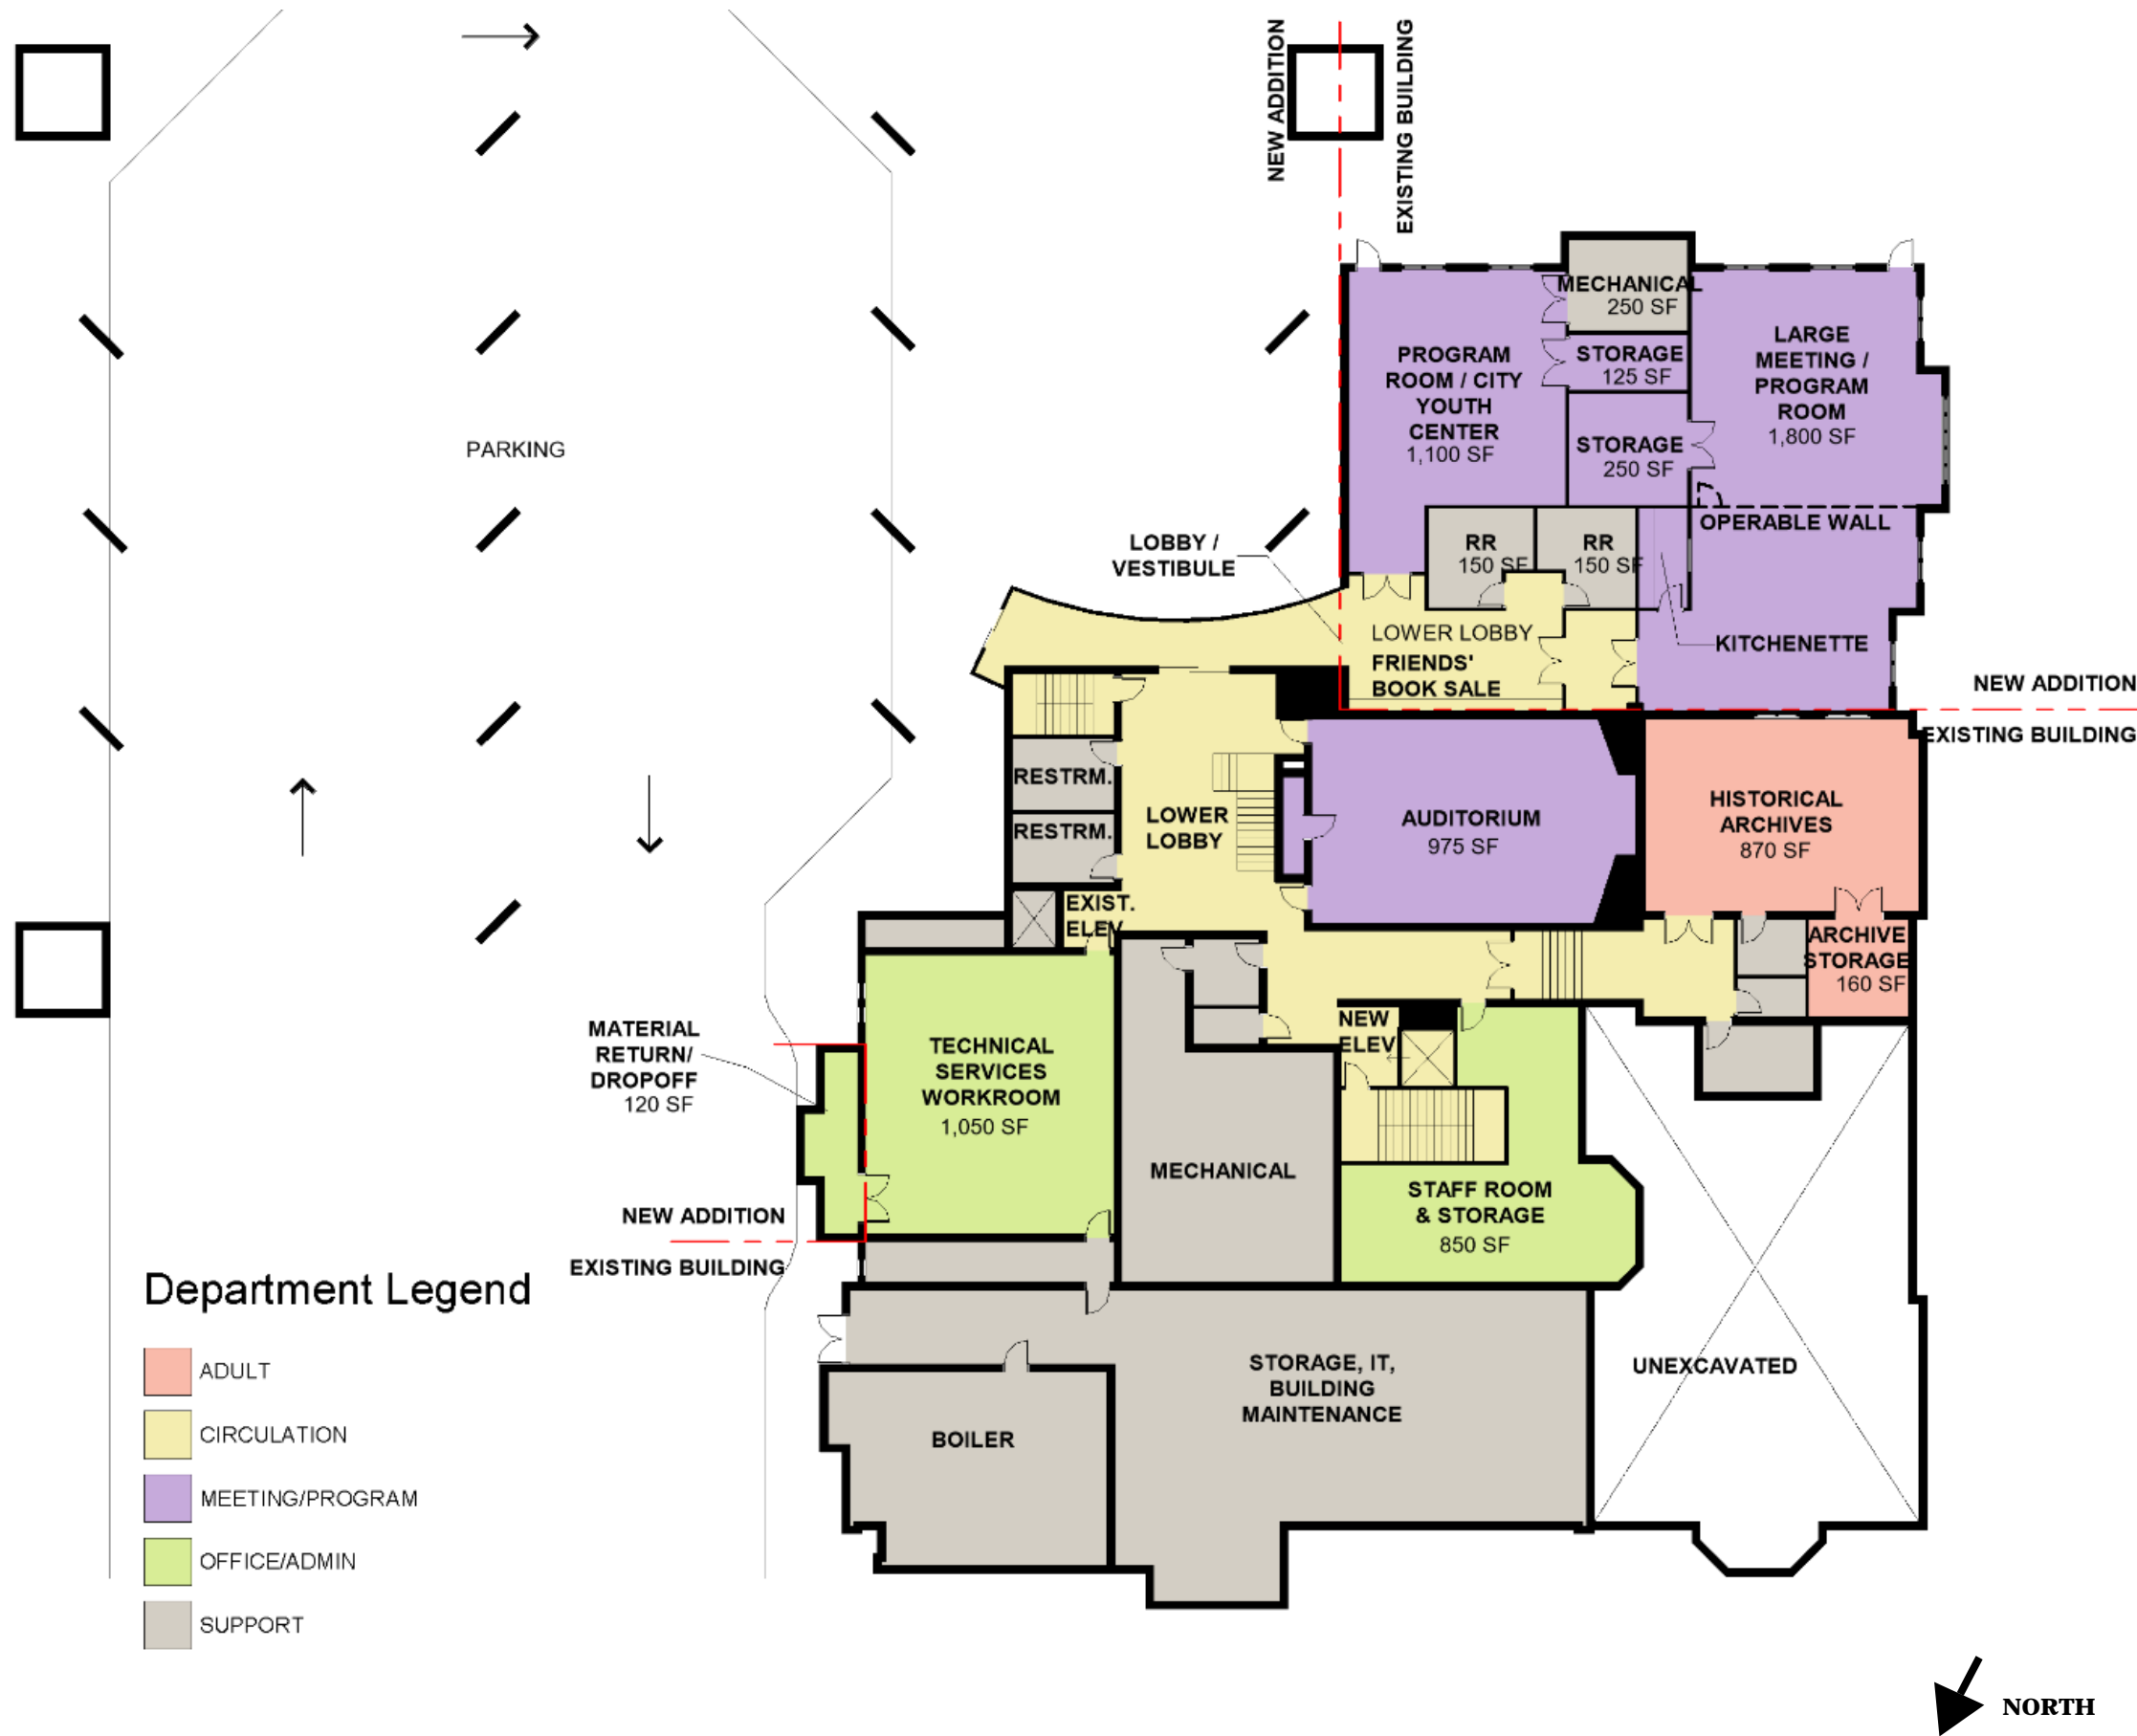 NEW ADDITION
EXISTING BUILDING
MECHANICAL
250 SF
PROGRAM
ROOM / CITY
YOUTH
CENTER
1,100 SF
STORAGE
125 SF
STORAGE
250 SF
LARGE
MEETING /
PROGRAM
ROOM
1,800 SF
PARKING
OPERABLE WALL
LOBBY /
VESTIBULE
RR
150 SF
RR
150 SF
LOWER LOBBY
FRIENDS'
BOOK SALE
KITCHENETTE
NEW ADDITION
EXISTING BUILDING
RESTRM.
RESTRM.
LOWER
LOBBY
AUDITORIUM
975 SF
HISTORICAL
ARCHIVES
870 SF
EXIST.
ELEV
ARCHIVE
STORAGE
160 SF
MATERIAL
RETURN/
DROPOFF
120 SF
TECHNICAL
SERVICES
WORKROOM
1,050 SF
NEW
ELEV
MECHANICAL
STAFF ROOM
& STORAGE
850 SF
NEW ADDITION
EXISTING BUILDING
STORAGE, IT,
BUILDING
MAINTENANCE
UNEXCAVATED
BOILER
Department Legend
ADULT
CIRCULATION
MEETING/PROGRAM
OFFICE/ADMIN
SUPPORT
NORTH